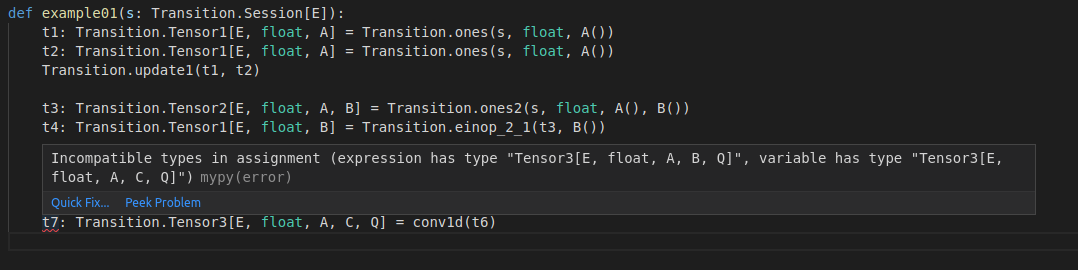 def example01(s: Transition.Session[E]):
t1: Transition.Tensor1[E, float, A] = Transition.ones(s, float, A())
t2: Transition.Tensor1[E, float, A] = Transition.ones(s, float, A())
Transition.update1(t1, t2)
t3: Transition.Tensor2[E, float, A, B] = Transition.ones2(s, float, A(), B())
t4: Transition.Tensor1[E, float, B] = Transition.einop_2_1(t3, B())
Incompatible types in assignment (expression has type "Tensor3[E, float, A, B, Q]", variable has type "Tensor3[E,
float, A, C, Q]") mypy(error)
Quick Fix... Peek Problem
t7: Transition.Tensor3[E, float, A, C, Q] = conv1d(t6)